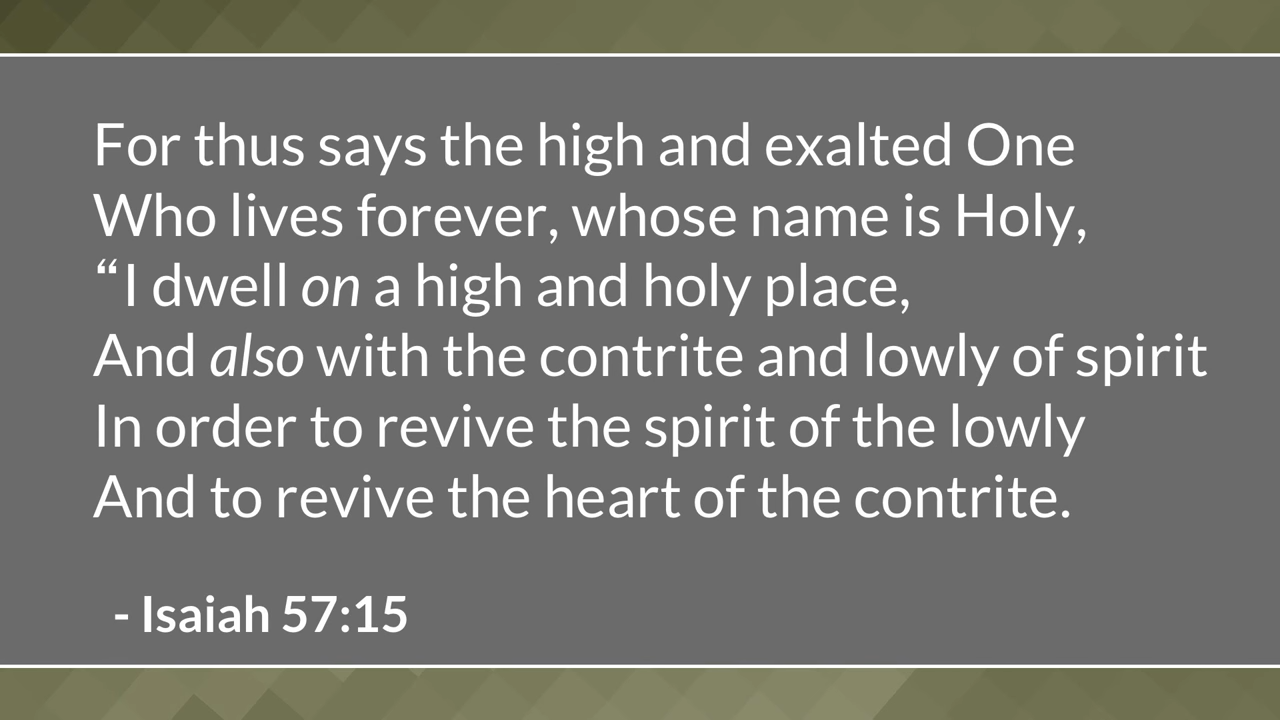 For thus says the high and exalted One
Who lives forever, whose name is Holy,
“I dwell on a high and holy place,
And also with the contrite and lowly of spirit
In order to revive the spirit of the lowly
And to revive the heart of the contrite.
- Isaiah 57:15